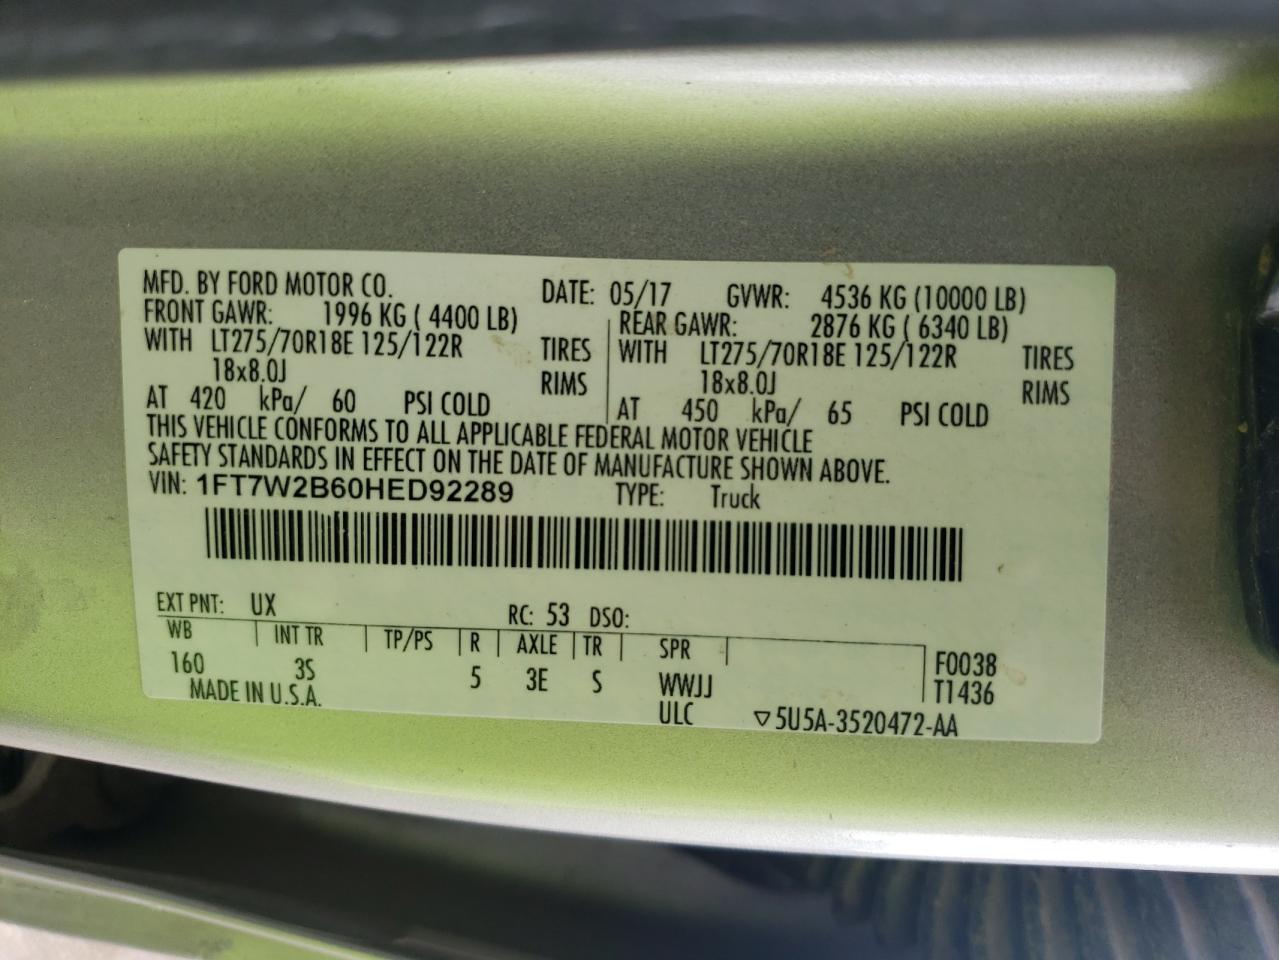 MFD. BY FORD MOTOR CO. DATE: 05/17 GVWR: 4536 KG (10000 LB)
FRONT GAWR: 1996 KG ( 4400 LB) REAR GAWR: 2876 KG ( 6340 LB)
WITH LT275/70R18E 125/122R TIRES WITH LT275/70R18E 125/122R TIRES
18x8.0J RIMS 18x8.0J RIMS
AT 420 kPa/ 60 PSI COLD AT 450 kPa/ 65 PSI COLD
THIS VEHICLE CONFORMS TO ALL APPLICABLE FEDERAL MOTOR VEHICLE
SAFETY STANDARDS IN EFFECT ON THE DATE OF MANUFACTURE SHOWN ABOVE.
VIN: 1FT7W2B60HED92289 TYPE: Truck
EXT PNT: UX RC: 53 DSO:
WB INT TR TP/PS R AXLE TR SPR F0038
160 3S 5 3E S WWJJ T1436
MADE IN U.S.A. ULC ▽5U5A-3520472-AA